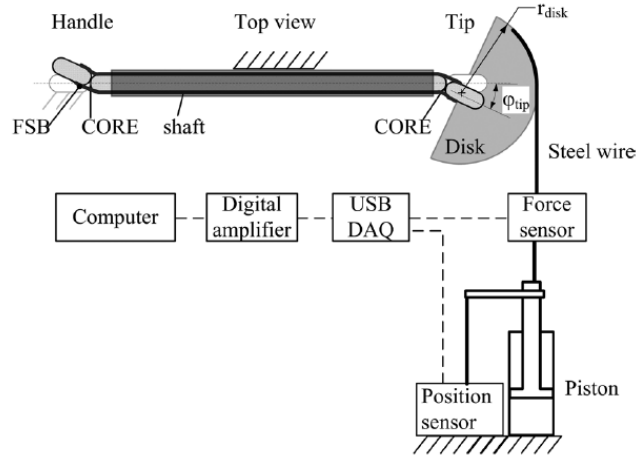 Handle
Top view
Tip
r_disk
φ_tip
FSB
CORE
shaft
CORE
Disk
Steel wire
Computer
Digital
amplifier
USB
DAQ
Force
sensor
Position
sensor
Piston